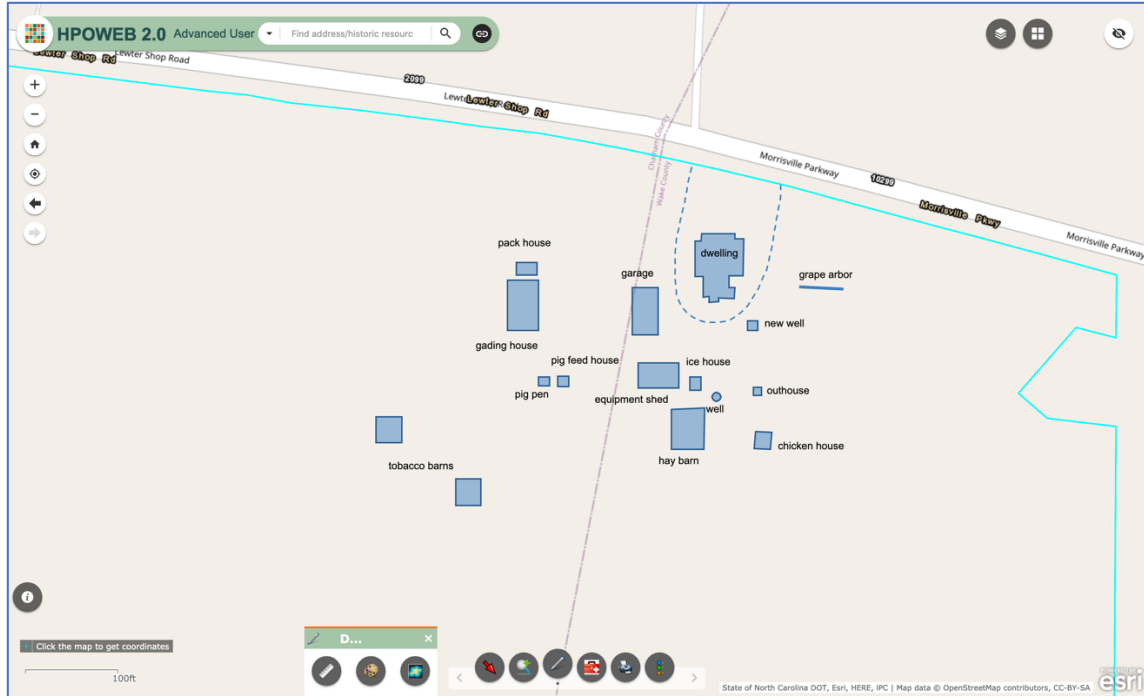 HPOWEB 2.0 Advanced User
Find address/historic resourc
Lewter Shop Rd
Lewter Shop Road
2099
Lewter Shop Rd
Chatham County
Wake County
Morrisville Parkway
10299
Morrisville Pkwy
Morrisville Parkway
pack house
dwelling
garage
grape arbor
gading house
new well
pig feed house
ice house
pig pen
equipment shed
outhouse
well
hay barn
chicken house
tobacco barns
i
D...
Click the map to get coordinates
100ft
State of North Carolina DOT, Esri, HERE, iPC | Map data © OpenStreetMap contributors, CC-BY-SA
POWERED BY
esri